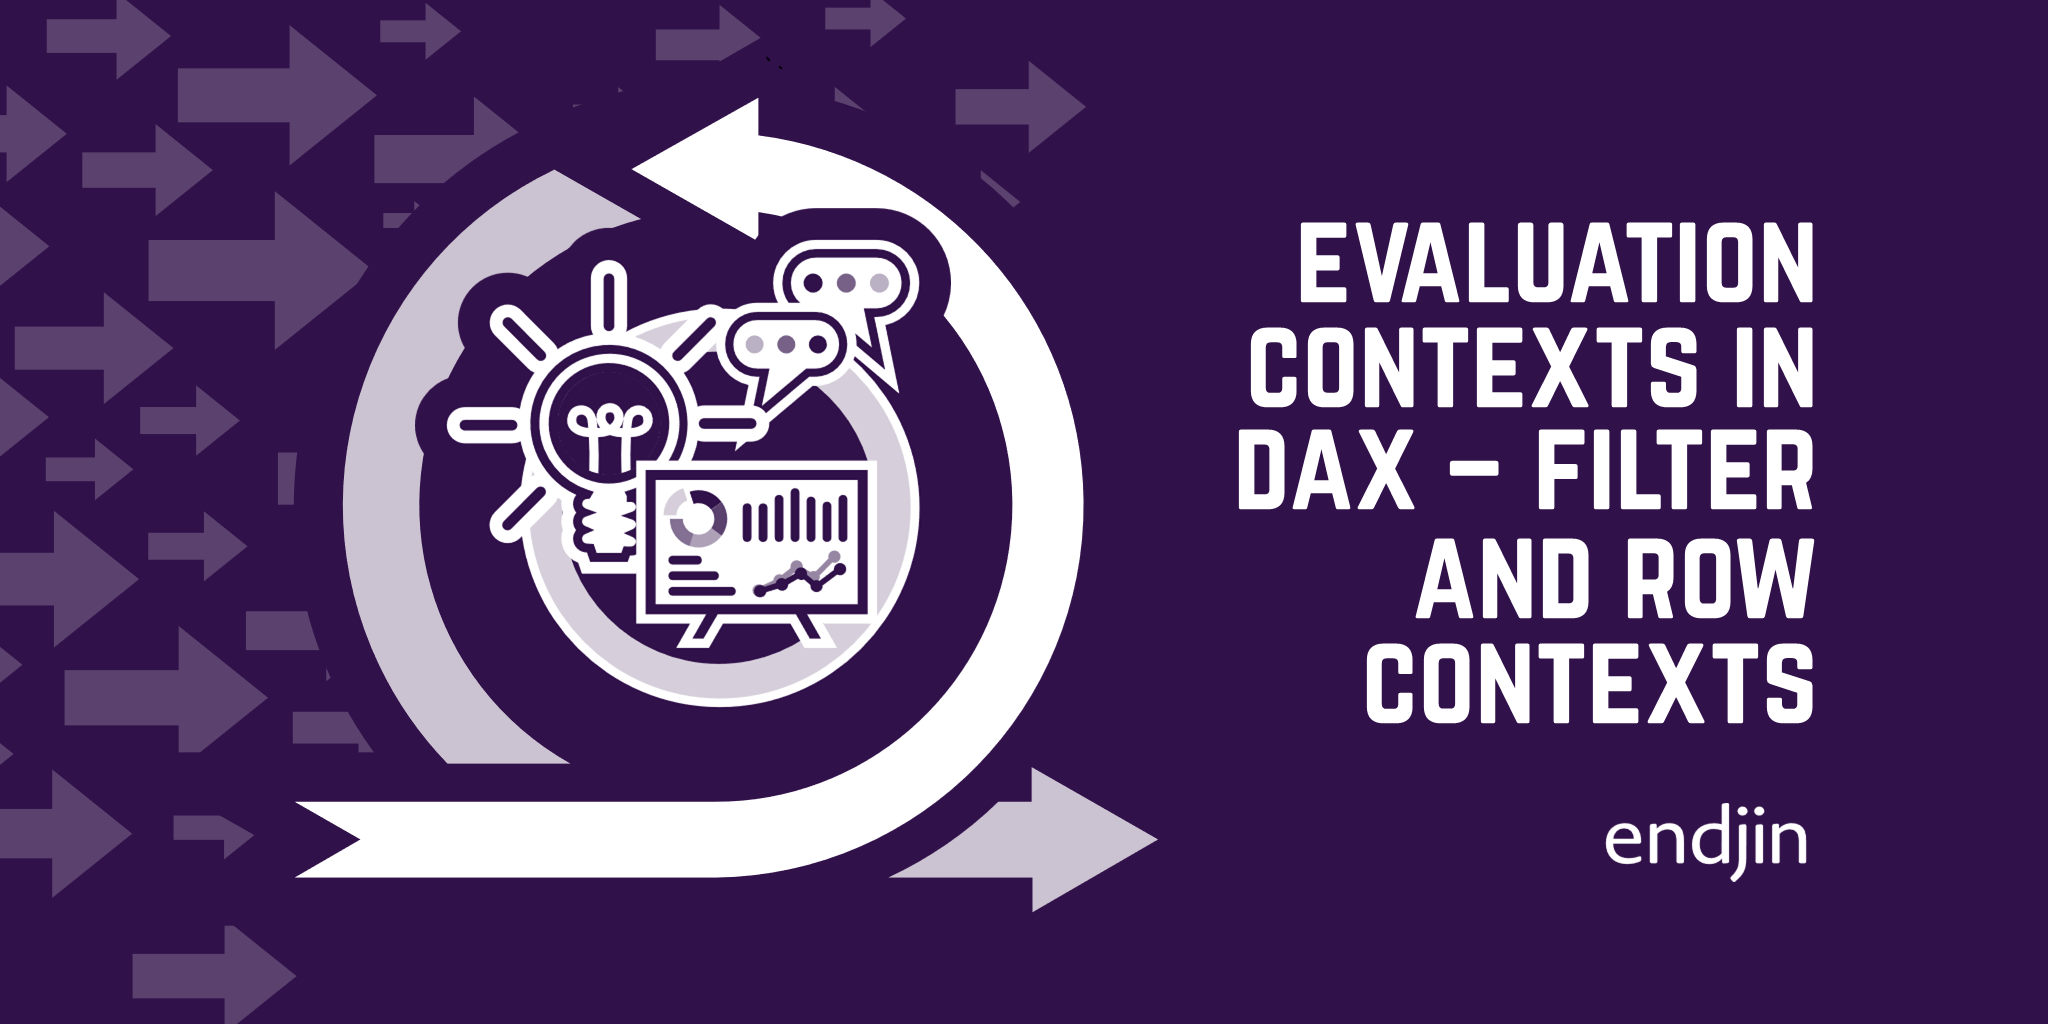 EVALUATION
CONTEXTS IN
DAX – FILTER
AND ROW
CONTEXTS
endjin